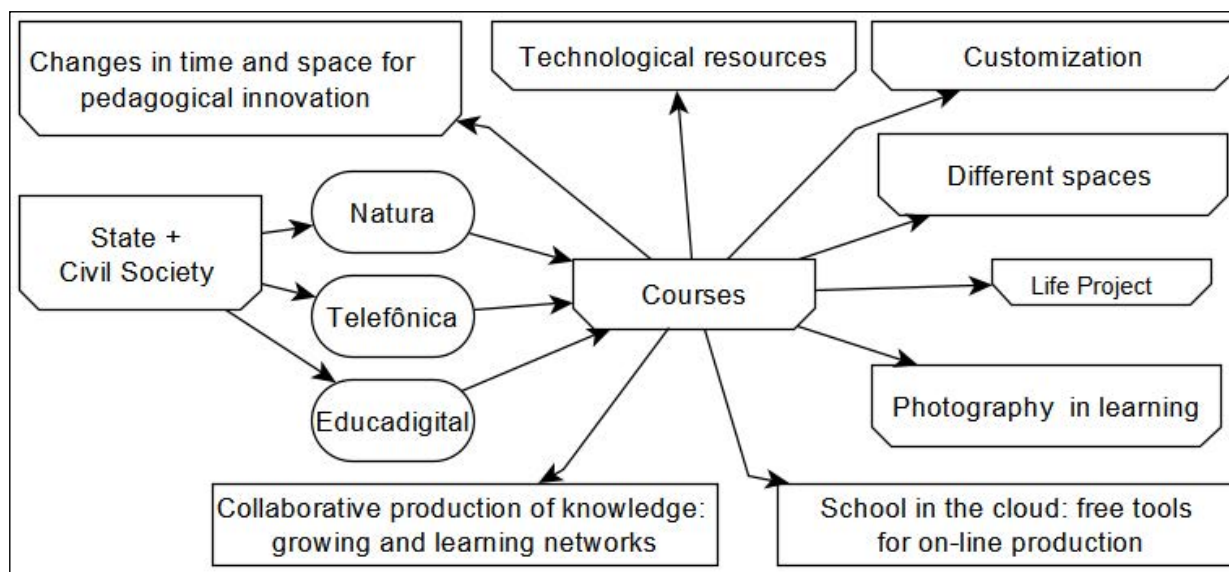 Changes in time and space for
pedagogical innovation
Technological resources
Customization
Different spaces
State +
Civil Society
Natura
Telefônica
Educadigital
Courses
Life Project
Photography in learning
Collaborative production of knowledge:
growing and learning networks
School in the cloud: free tools
for on-line production